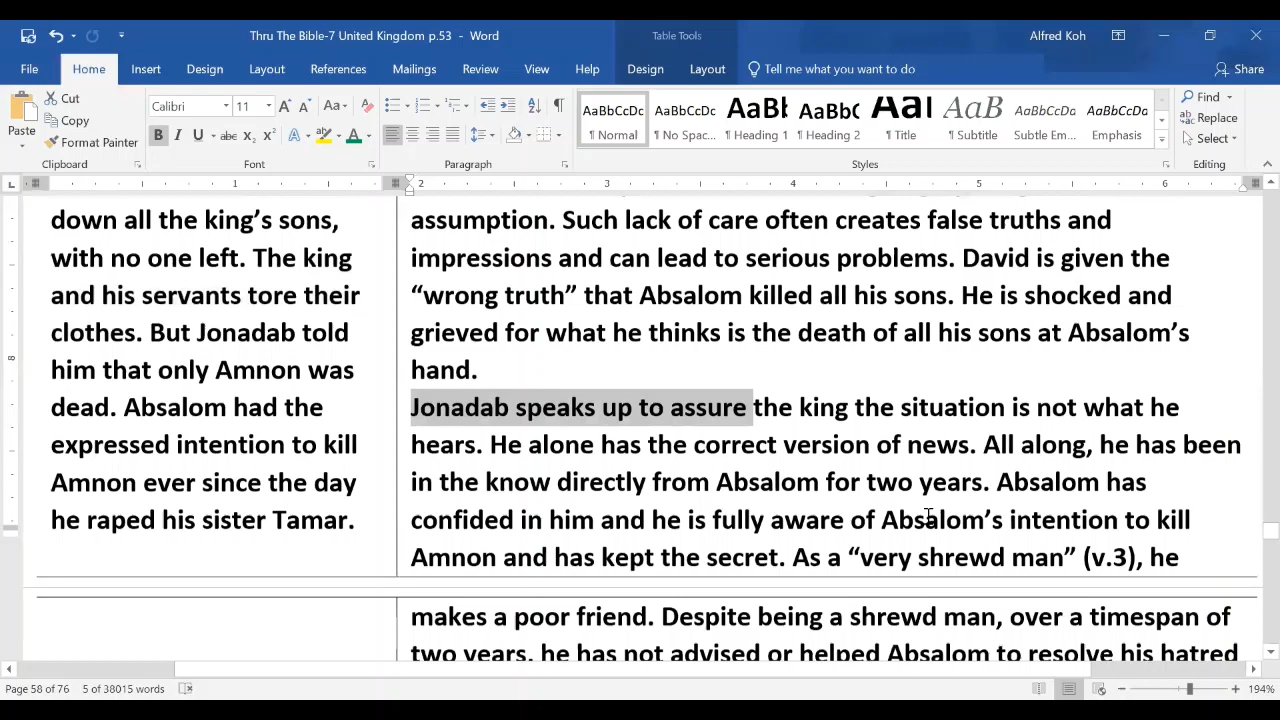 Thru The Bible-7 United Kingdom p.53 - Word
Table Tools
Alfred Koh
File
Home
Insert
Design
Layout
References
Mailings
Review
View
Help
Design
Layout
Tell me what you want to do
Share
Paste
Cut
Copy
Format Painter
Clipboard
Calibri
11
Font
Paragraph
AaBbCcDc
¶ Normal
AaBbCcDc
¶ No Spac...
AaBb
Heading 1
AaBbC
Heading 2
AaI
¶ Title
AaB
¶ Subtitle
AaBbCcDc
Subtle Em...
AaBbCcDc
Emphasis
Styles
Find
Replace
Select
Editing
1
2
3
4
5
6
8
down all the king’s sons,
with no one left. The king
and his servants tore their
clothes. But Jonadab told
him that only Amnon was
dead. Absalom had the
expressed intention to kill
Amnon ever since the day
he raped his sister Tamar.
assumption. Such lack of care often creates false truths and
impressions and can lead to serious problems. David is given the
“wrong truth” that Absalom killed all his sons. He is shocked and
grieved for what he thinks is the death of all his sons at Absalom’s
hand.
Jonadab speaks up to assure the king the situation is not what he
hears. He alone has the correct version of news. All along, he has been
in the know directly from Absalom for two years. Absalom has
confided in him and he is fully aware of Absalom’s intention to kill
Amnon and has kept the secret. As a “very shrewd man” (v.3), he
makes a poor friend. Despite being a shrewd man, over a timespan of
two years, he has not advised or helped Absalom to resolve his hatred
Page 58 of 76
5 of 38015 words
194%